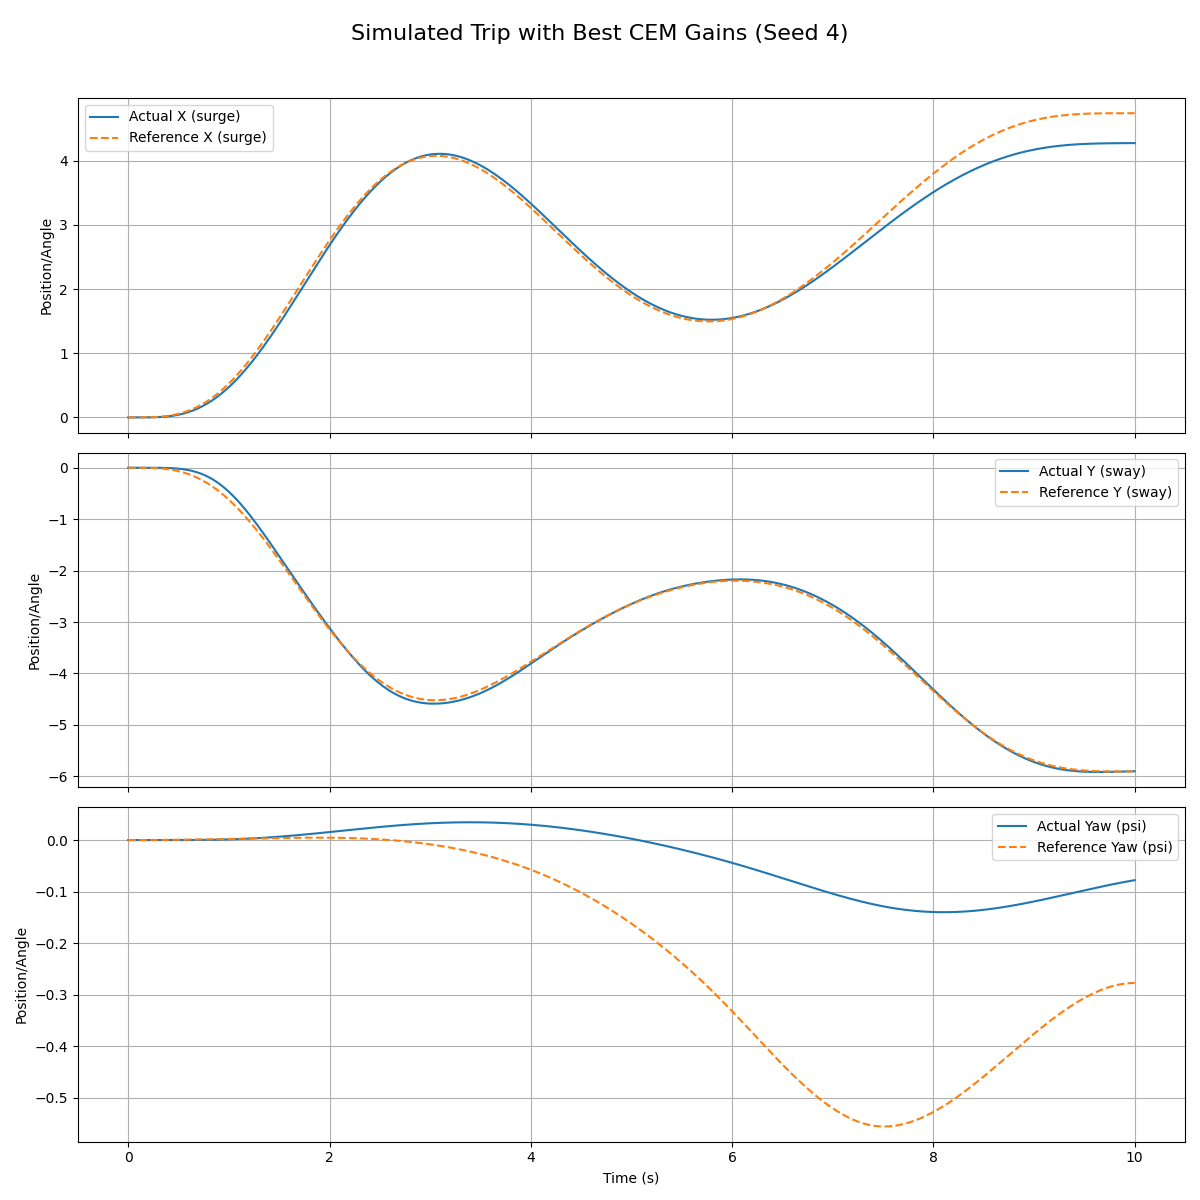 Simulated Trip with Best CEM Gains (Seed 4)
Actual X (surge)
Reference X (surge)
Position/Angle
4
3
2
1
0
Actual Y (sway)
Reference Y (sway)
Position/Angle
0
−1
−2
−3
−4
−5
−6
Actual Yaw (psi)
Reference Yaw (psi)
Position/Angle
0.0
−0.1
−0.2
−0.3
−0.4
−0.5
0 2 4 6 8 10
Time (s)